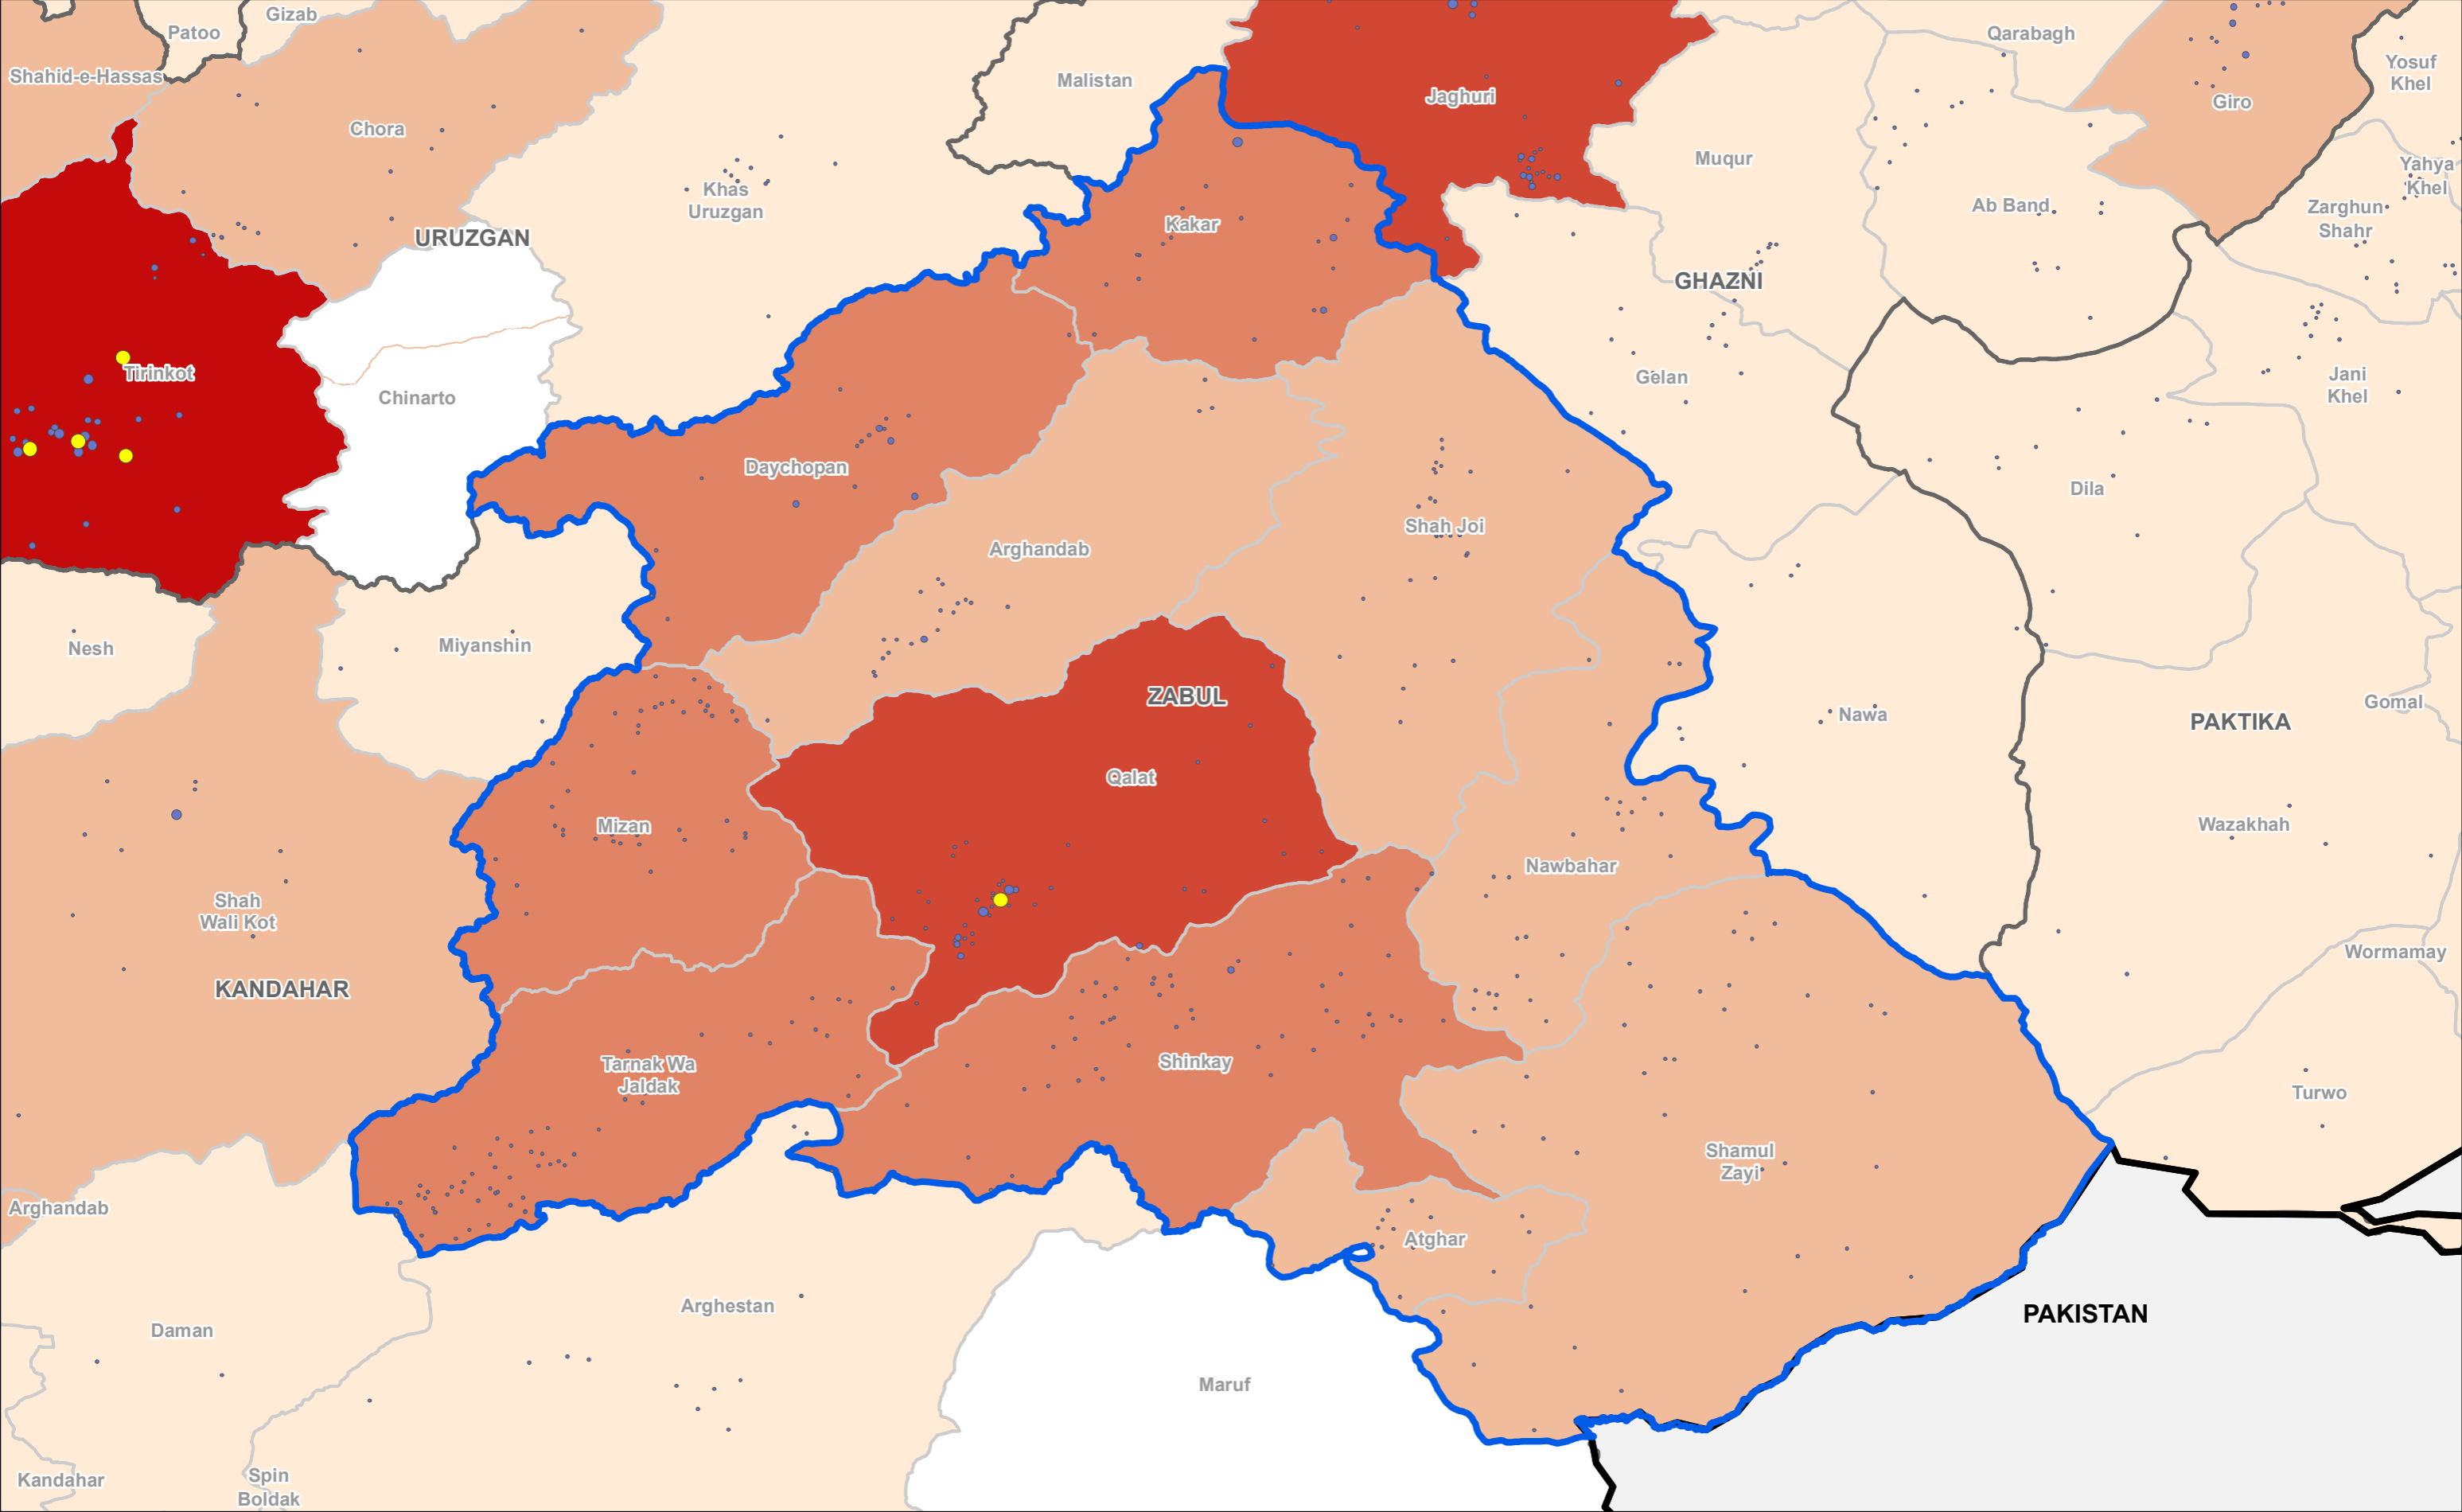 Gizab
Patoo
Qarabagh
Shahid-e-Hassas
Malistan
Yosuf
Khel
Jaghuri
Giro
Chora
Muqur
Yahya
Khel
Khas
Uruzgan
Ab Band
Zarghun
Shahr
Kakar
URUZGAN
GHAZNI
Tirinkot
Gelan
Jani
Khel
Chinarto
Daychopan
Dila
Shah Joi
Arghandab
Nesh
Miyanshin
ZABUL
Gomal
Nawa
PAKTIKA
Qalat
Mizan
Wazakhah
Nawbahar
Shah
Wali Kot
Wormamay
KANDAHAR
Tarnak Wa
Jaldak
Shinkay
Turwo
Shamul
Zayi
Arghandab
Atghar
Arghestan
PAKISTAN
Daman
Maruf
Kandahar
Spin
Boldak